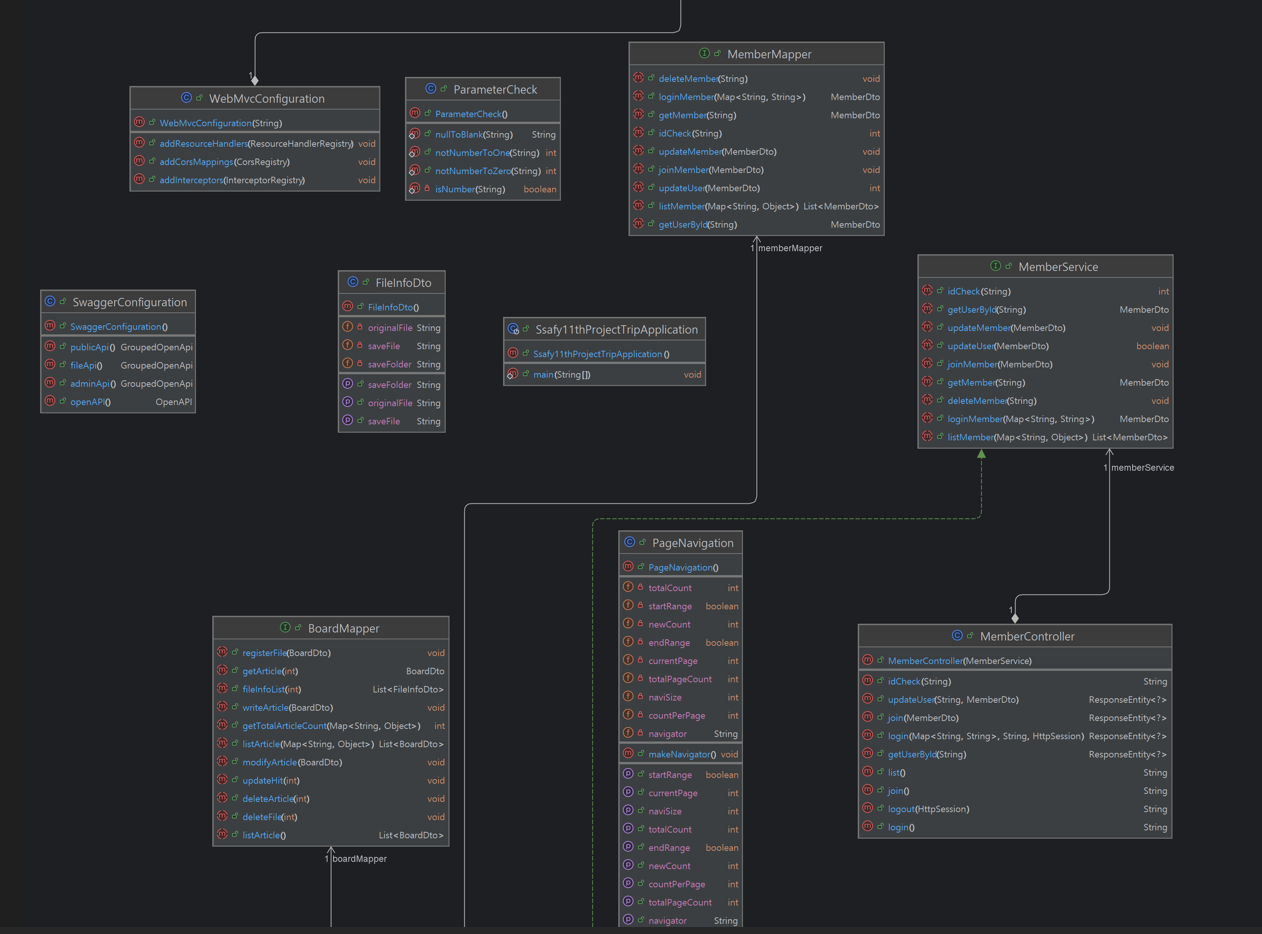 1
WebMvcConfiguration
WebMvcConfiguration(String)
addResourceHandlers(ResourceHandlerRegistry) void
addCorsMappings(CorsRegistry) void
addInterceptors(InterceptorRegistry) void
ParameterCheck
ParameterCheck()
nullToBlank(String) String
notNumberToOne(String) int
notNumberToZero(String) int
isNumber(String) boolean
MemberMapper
deleteMember(String) void
loginMember(Map<String, String>) MemberDto
getMember(String) MemberDto
idCheck(String) int
updateMember(MemberDto) void
joinMember(MemberDto) void
updateUser(MemberDto) int
listMember(Map<String, Object>) List<MemberDto>
getUserById(String) MemberDto
1 memberMapper
MemberService
idCheck(String) int
getUserById(String) MemberDto
updateMember(MemberDto) void
updateUser(MemberDto) boolean
joinMember(MemberDto) void
getMember(String) MemberDto
deleteMember(String) void
loginMember(Map<String, String>) MemberDto
listMember(Map<String, Object>) List<MemberDto>
1 memberService
SwaggerConfiguration
SwaggerConfiguration()
publicApi() GroupedOpenApi
fileApi() GroupedOpenApi
adminApi() GroupedOpenApi
openAPI() OpenAPI
FileInfoDto
FileInfoDto()
originalFile String
saveFile String
saveFolder String
saveFolder String
originalFile String
saveFile String
Ssafy11thProjectTripApplication
Ssafy11thProjectTripApplication()
main(String[]) void
PageNavigation
PageNavigation()
totalCount int
startRange boolean
newCount int
endRange boolean
currentPage int
totalPageCount int
naviSize int
countPerPage int
navigator String
makeNavigator() void
startRange boolean
currentPage int
naviSize int
totalCount int
endRange boolean
newCount int
countPerPage int
totalPageCount int
navigator String
BoardMapper
registerFile(BoardDto) void
getArticle(int) BoardDto
fileInfoList(int) List<FileInfoDto>
writeArticle(BoardDto) void
getTotalArticleCount(Map<String, Object>) int
listArticle(Map<String, Object>) List<BoardDto>
modifyArticle(BoardDto) void
updateHit(int) void
deleteArticle(int) void
deleteFile(int) void
listArticle() List<BoardDto>
1 boardMapper
1
MemberController
MemberController(MemberService)
idCheck(String) String
updateUser(String, MemberDto) ResponseEntity<?>
join(MemberDto) ResponseEntity<?>
login(Map<String, String>, String, HttpSession) ResponseEntity<?>
getUserById(String) ResponseEntity<?>
list() String
join() String
logout(HttpSession) String
login() String